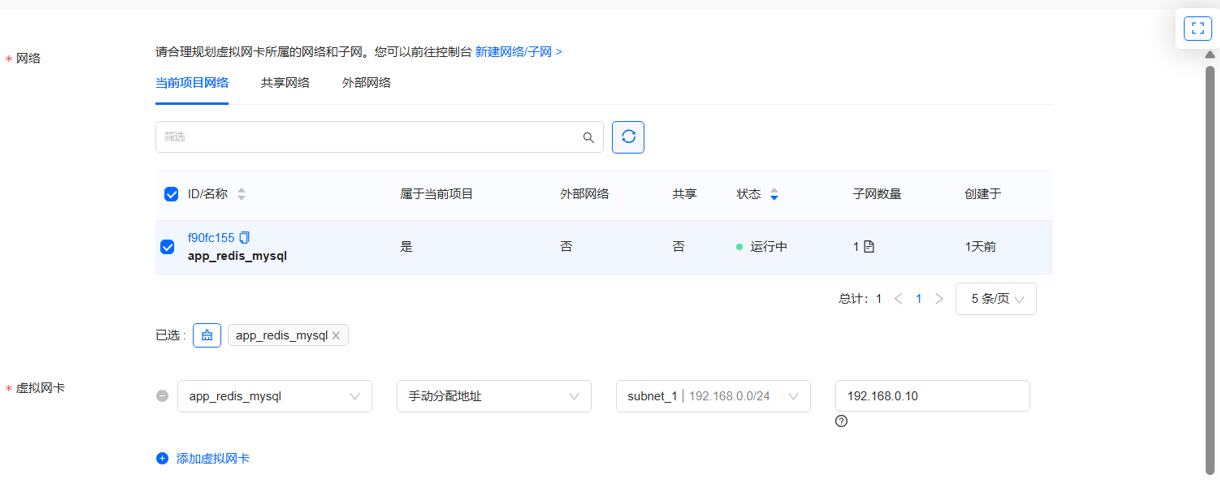 * 网络
请合理规划虚拟网卡所属的网络和子网。您可以前往控制台 新建网络/子网 >
当前项目网络 共享网络 外部网络
筛选
ID/名称 属于当前项目 外部网络 共享 状态 子网数量 创建于
f90fc155
app_redis_mysql 是 否 否 运行中 1 1天前
总计: 1 < 1 > 5 条/页
已选 : app_redis_mysql ×
* 虚拟网卡 app_redis_mysql 手动分配地址 subnet_1 | 192.168.0.0/24 192.168.0.10
添加虚拟网卡